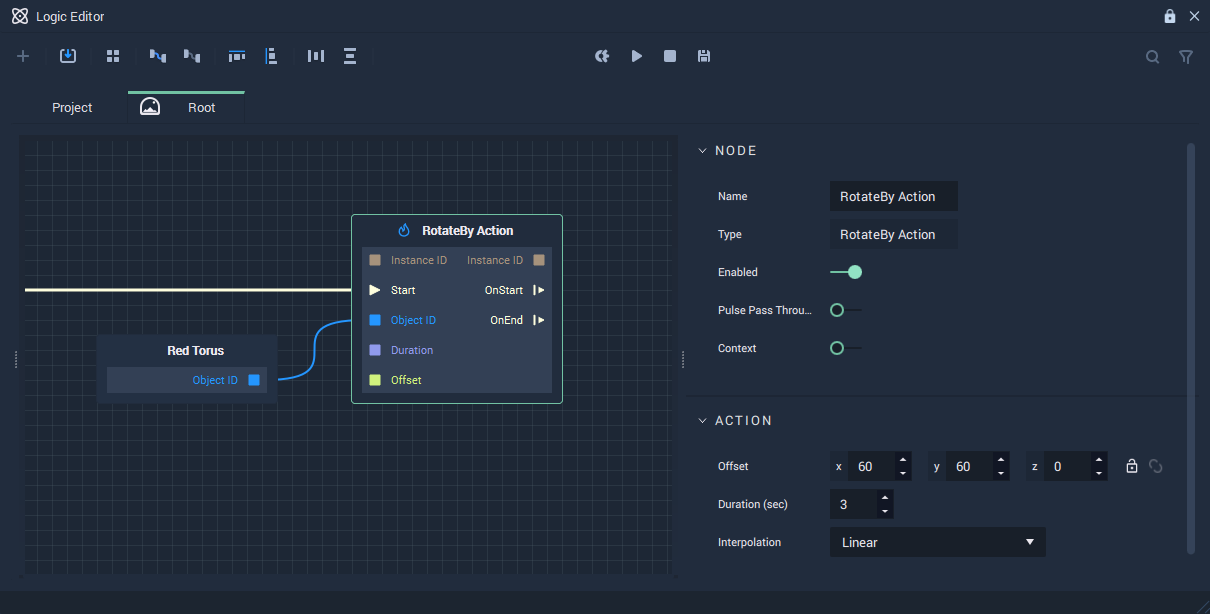 Logic Editor
Project
Root
RotateBy Action
Instance ID Instance ID
Start OnStart
Object ID OnEnd
Duration
Offset
Red Torus
Object ID
NODE
Name RotateBy Action
Type RotateBy Action
Enabled
Pulse Pass Throu...
Context
ACTION
Offset x 60 y 60 z 0
Duration (sec) 3
Interpolation Linear